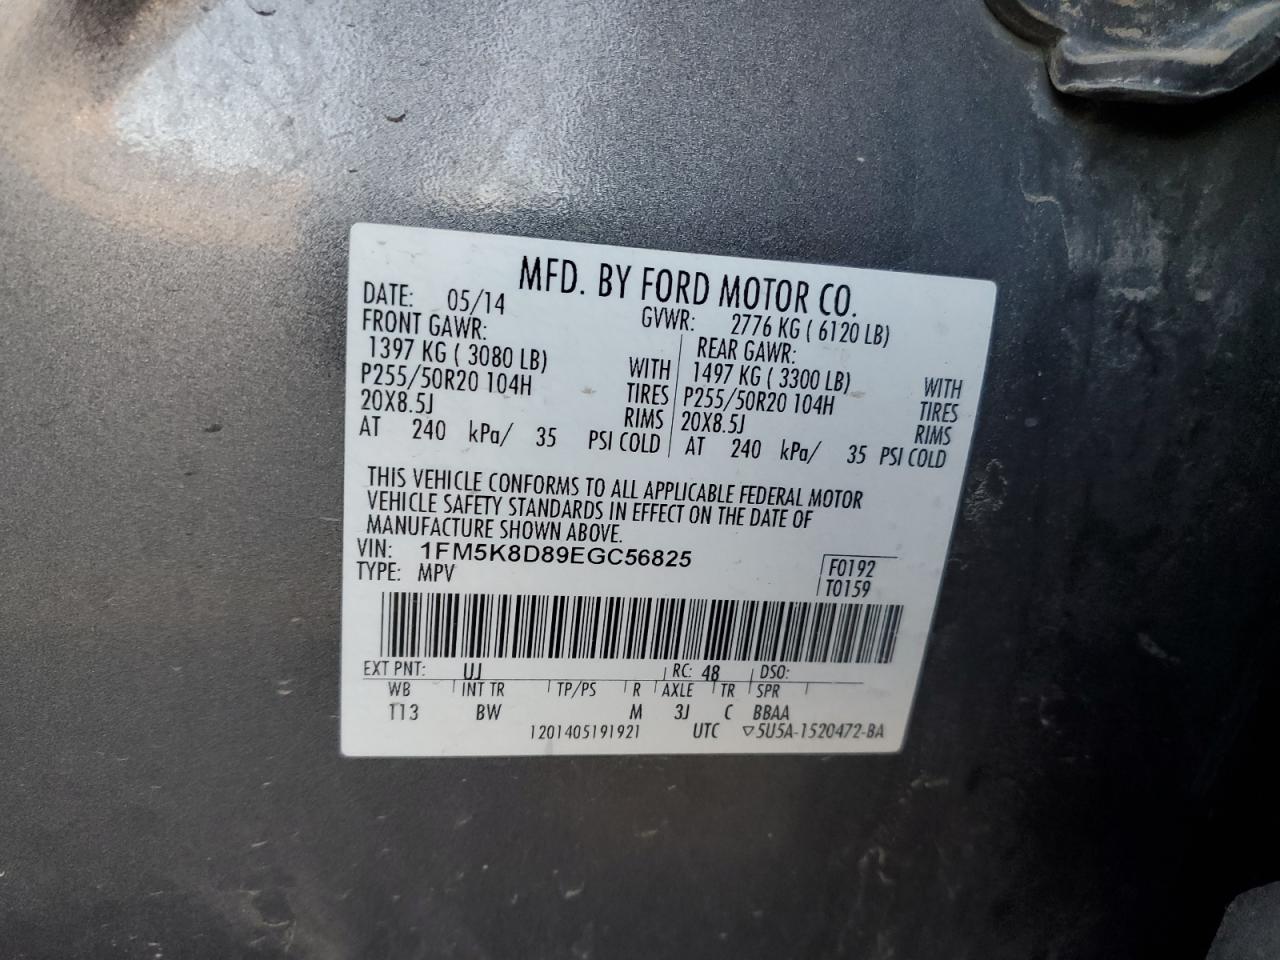 MFD. BY FORD MOTOR CO.
DATE: 05/14 GVWR: 2776 KG ( 6120 LB)
FRONT GAWR: REAR GAWR:
1397 KG ( 3080 LB) WITH 1497 KG ( 3300 LB) WITH
P255/50R20 104H TIRES P255/50R20 104H TIRES
20X8.5J RIMS 20X8.5J RIMS
AT 240 kPa/ 35 PSI COLD AT 240 kPa/ 35 PSI COLD
THIS VEHICLE CONFORMS TO ALL APPLICABLE FEDERAL MOTOR
VEHICLE SAFETY STANDARDS IN EFFECT ON THE DATE OF
MANUFACTURE SHOWN ABOVE.
VIN: 1FM5K8D89EGC56825 F0192
TYPE: MPV T0159
EXT PNT: UJ RC: 48 DSO:
WB INT TR TP/PS R AXLE TR SPR
113 BW M 3J C BBAA
1201405191921 UTC ▽5U5A-1520472-BA